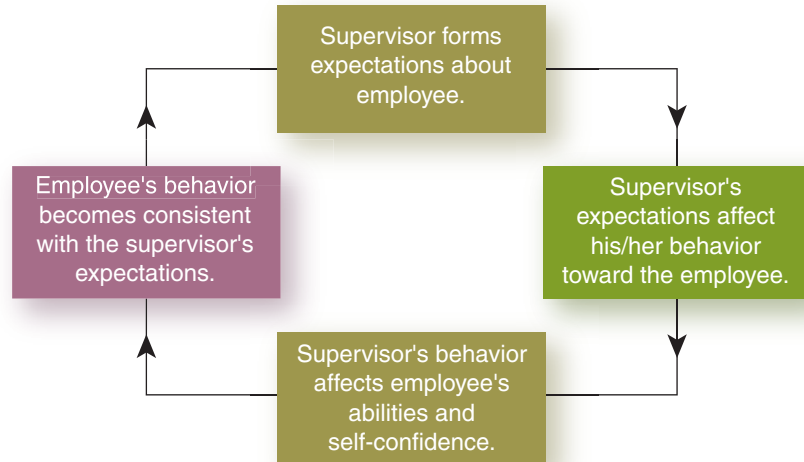 Supervisor forms
expectations about
employee.
Supervisor's
expectations affect
his/her behavior
toward the employee.
Supervisor's behavior
affects employee's
abilities and
self-confidence.
Employee's behavior
becomes consistent
with the supervisor's
expectations.